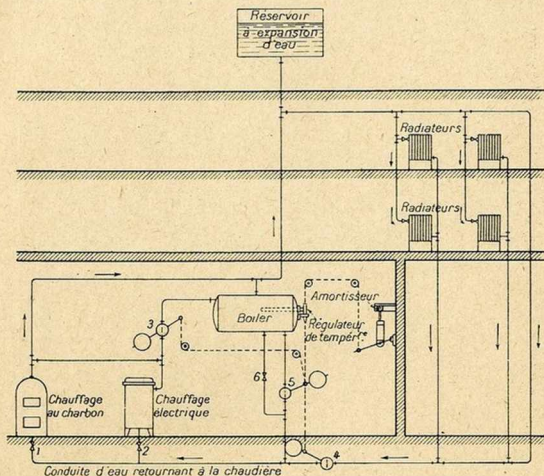 Réservoir
à expansion
d'eau
Radiateurs
Radiateurs
Amortisseur
Boiler
Régulateur
de tempér.
3
6
5
Chauffage
au charbon
Chauffage
électrique
1
2
4
Conduite d'eau retournant à la chaudière